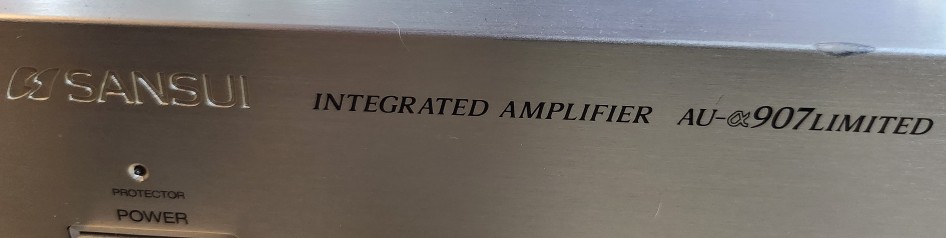 SANSUI INTEGRATED AMPLIFIER AU-α907LIMITED
PROTECTOR
POWER